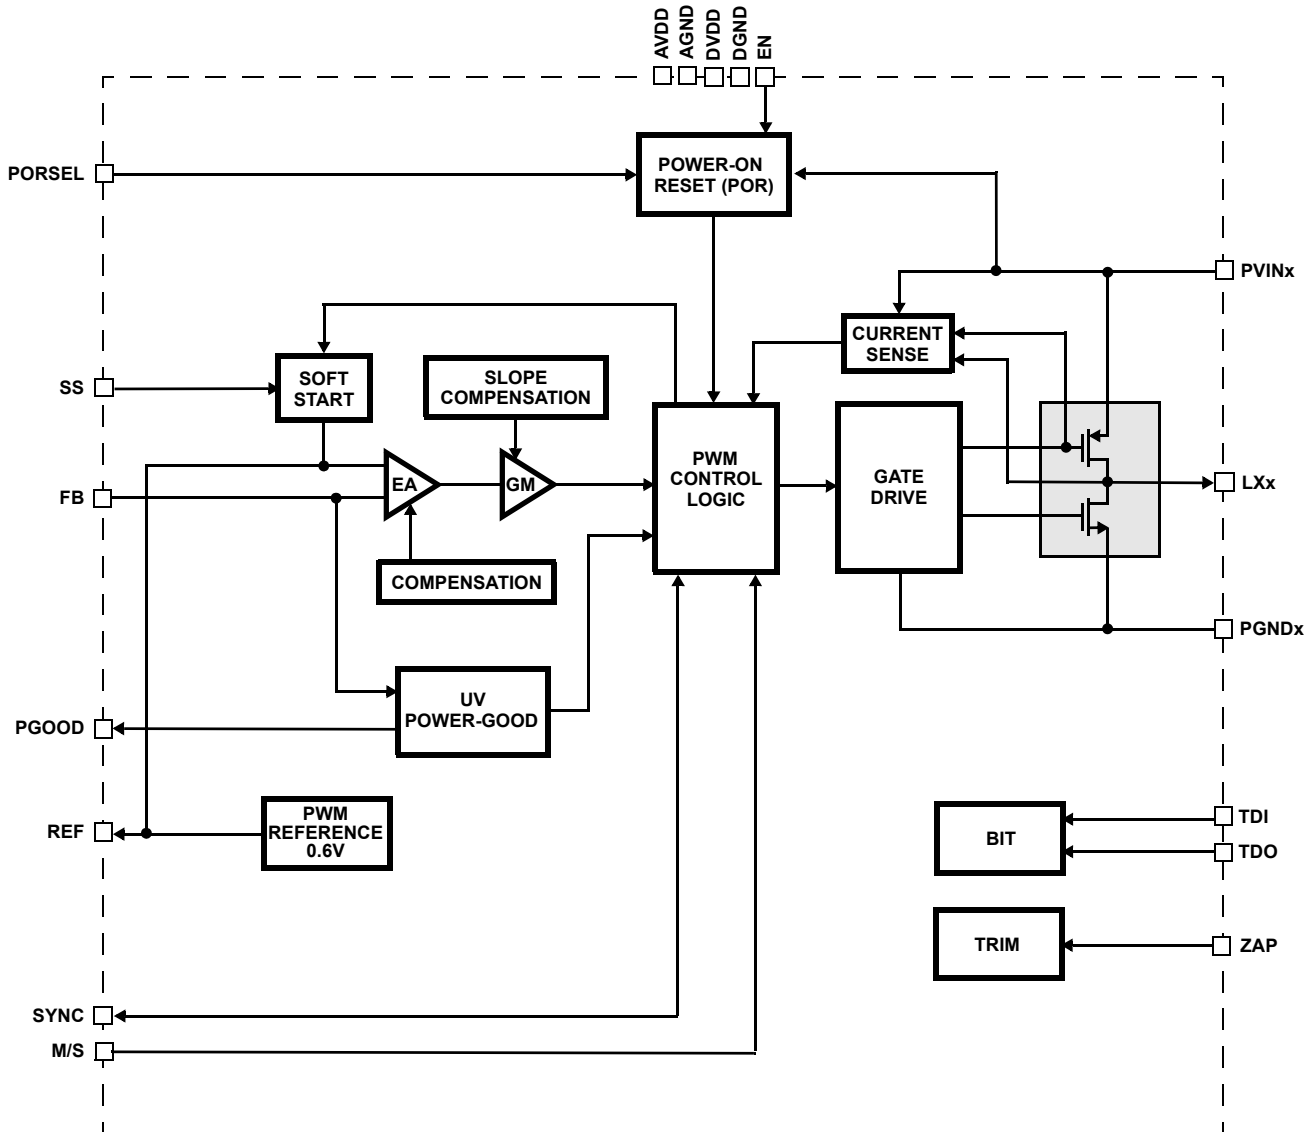 AVDD
AGND
DVDD
DGND
EN
PORSEL
POWER-ON
RESET (POR)
PVINx
CURRENT
SENSE
SS
SOFT
START
SLOPE
COMPENSATION
FB
EA
GM
PWM
CONTROL
LOGIC
GATE
DRIVE
LXx
COMPENSATION
PGNDx
UV
POWER-GOOD
PGOOD
REF
PWM
REFERENCE
0.6V
BIT
TDI
TDO
TRIM
ZAP
SYNC
M/S